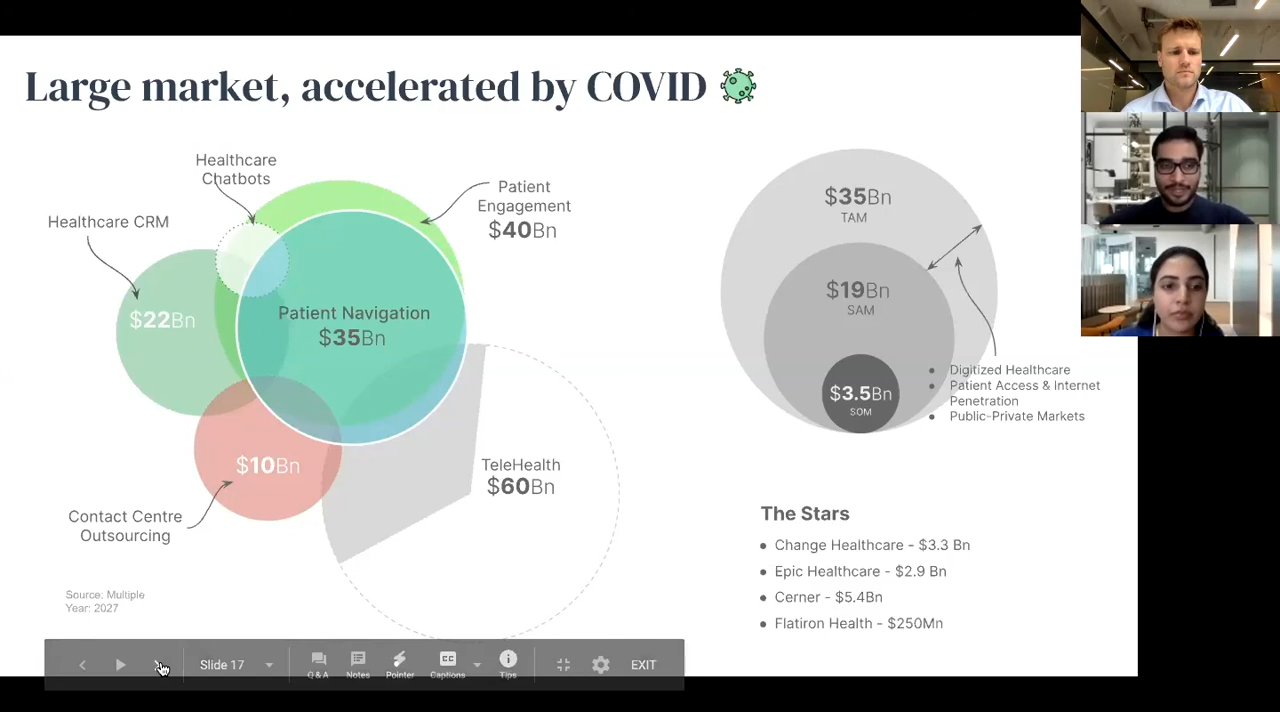 Large market, accelerated by COVID
Healthcare
Chatbots
Healthcare CRM
Patient
Engagement
$40Bn
$22Bn
Patient Navigation
$35Bn
$10Bn
Contact Centre
Outsourcing
TeleHealth
$60Bn
Source: Multiple
Year: 2027
$35Bn
TAM
$19Bn
SAM
$3.5Bn
SOM
Digitized Healthcare
Patient Access & Internet
Penetration
Public-Private Markets
The Stars
Change Healthcare - $3.3 Bn
Epic Healthcare - $2.9 Bn
Cerner - $5.4Bn
Flatiron Health - $250Mn
Slide 17
Q & A
Notes
Pointer
CC
Captions
Tips
EXIT